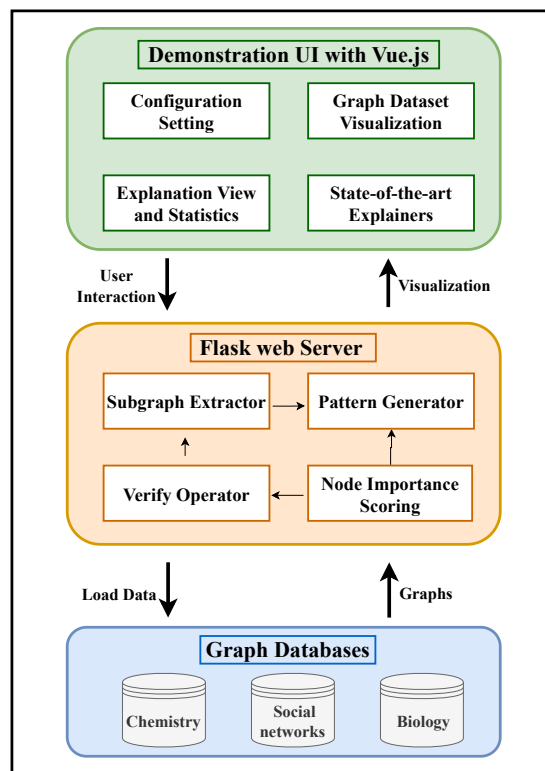 Demonstration UI with Vue.js
Configuration
Setting
Graph Dataset
Visualization
Explanation View
and Statistics
State-of-the-art
Explainers
User
Interaction
Visualization
Flask web Server
Subgraph Extractor
Pattern Generator
Verify Operator
Node Importance
Scoring
Load Data
Graphs
Graph Databases
Chemistry
Social
networks
Biology